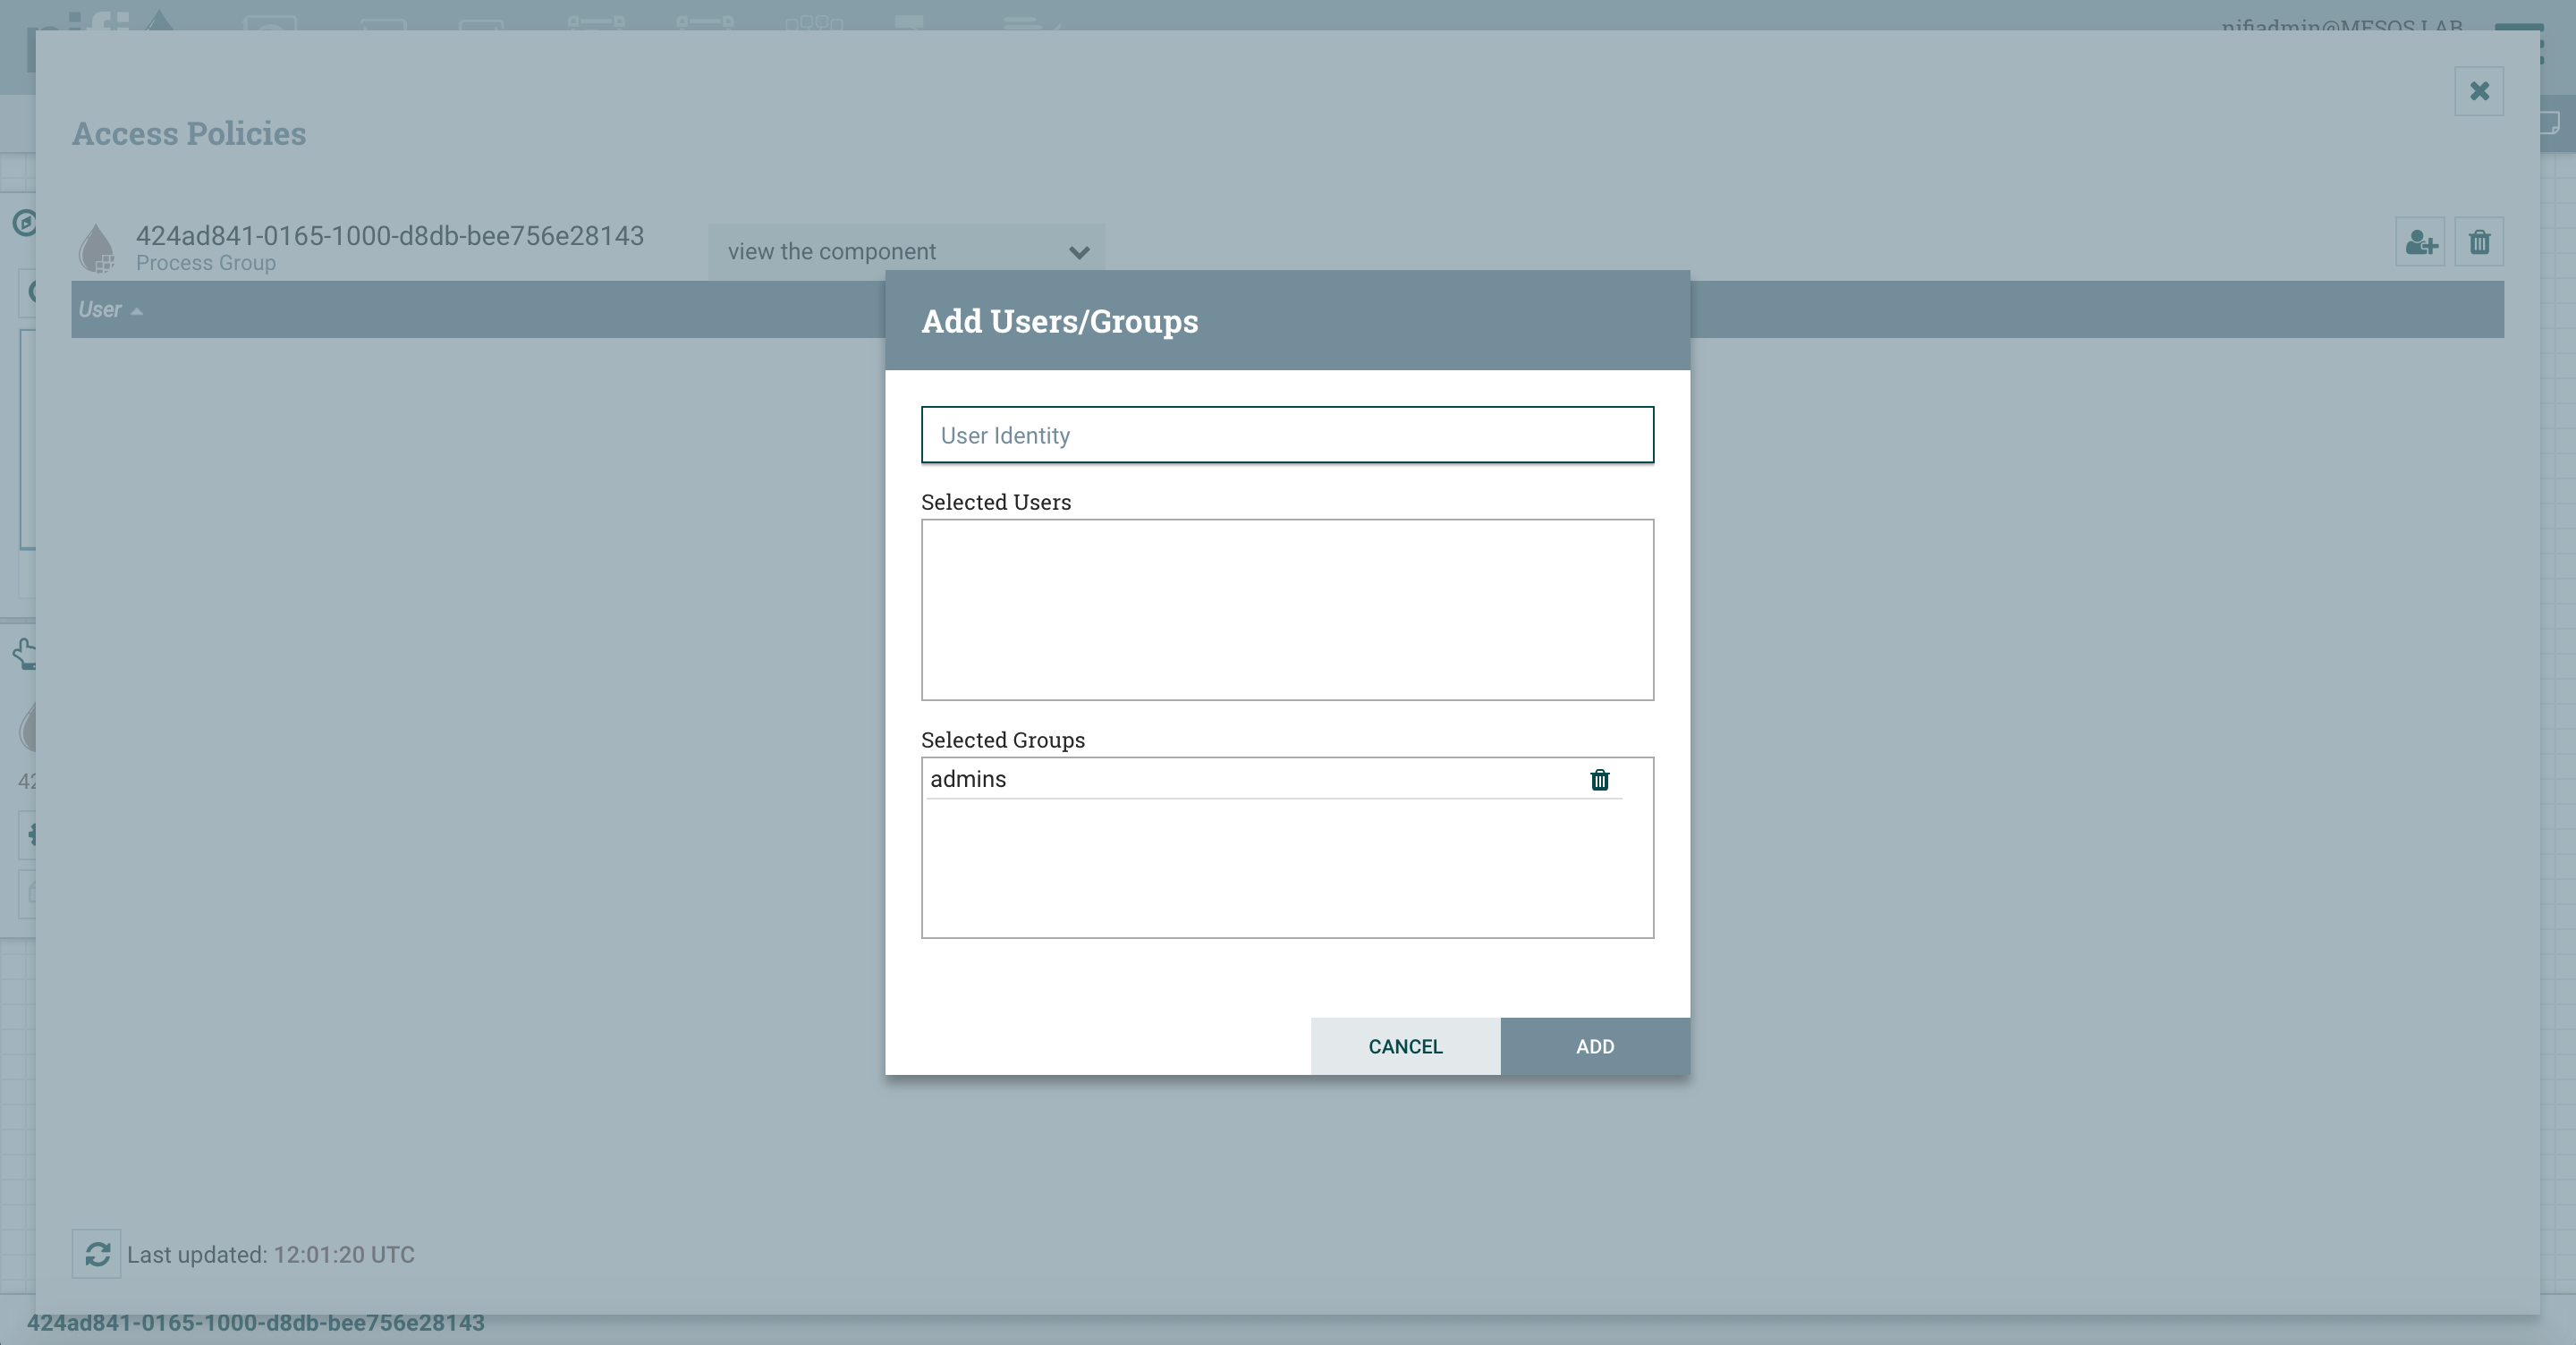 nifi
nifiadmin@MESOS.LAB
Access Policies
424ad841-0165-1000-d8db-bee756e28143
Process Group
view the component
User
Add Users/Groups
User Identity
Selected Users
Selected Groups
admins
CANCEL
ADD
42
Last updated: 12:01:20 UTC
424ad841-0165-1000-d8db-bee756e28143